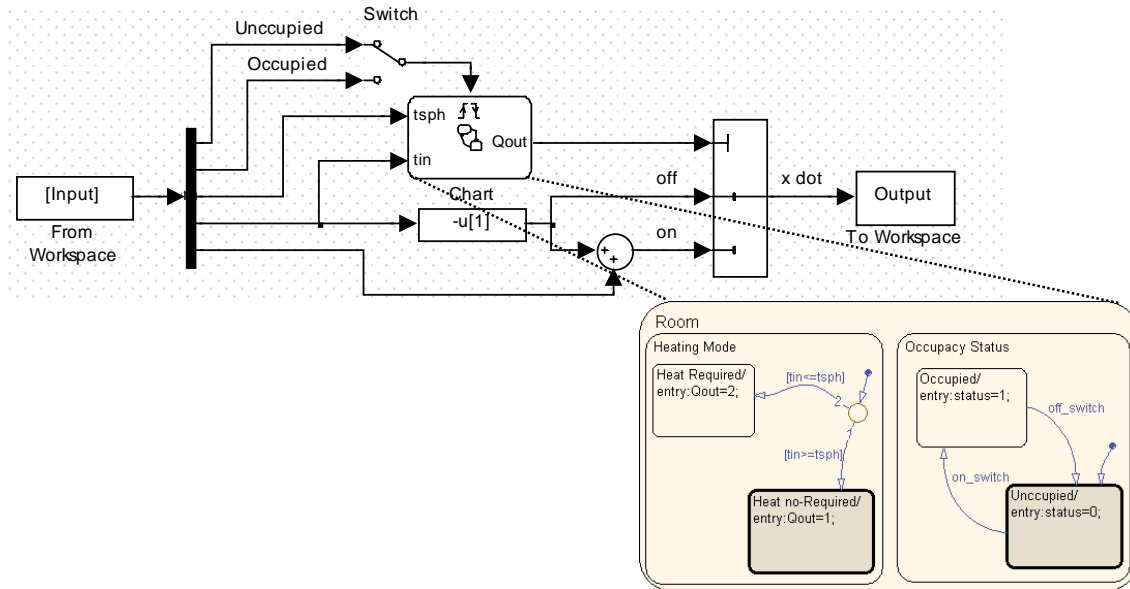 Switch
Unccupied
Occupied
tsph
Qout
tin
[Input]
From
Workspace
Chart
-u[1]
off
on
x dot
Output
To Workspace
Room
Heating Mode
Heat Required/
entry:Qout=2;
[tin<=tsph]
2
1
[tin>=tsph]
Heat no-Required/
entry:Qout=1;
Occupancy Status
Occupied/
entry:status=1;
off_switch
on_switch
Unccupied/
entry:status=0;